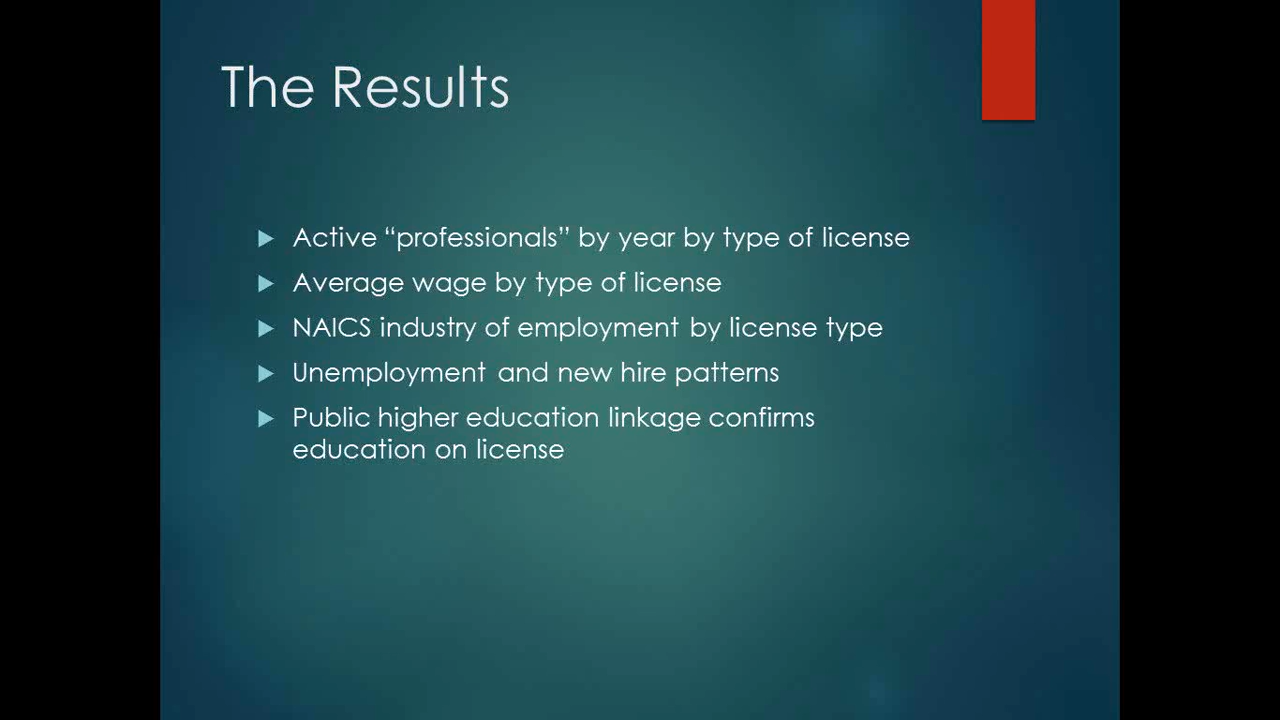 The Results
Active “professionals” by year by type of license
Average wage by type of license
NAICS industry of employment by license type
Unemployment and new hire patterns
Public higher education linkage confirms
education on license